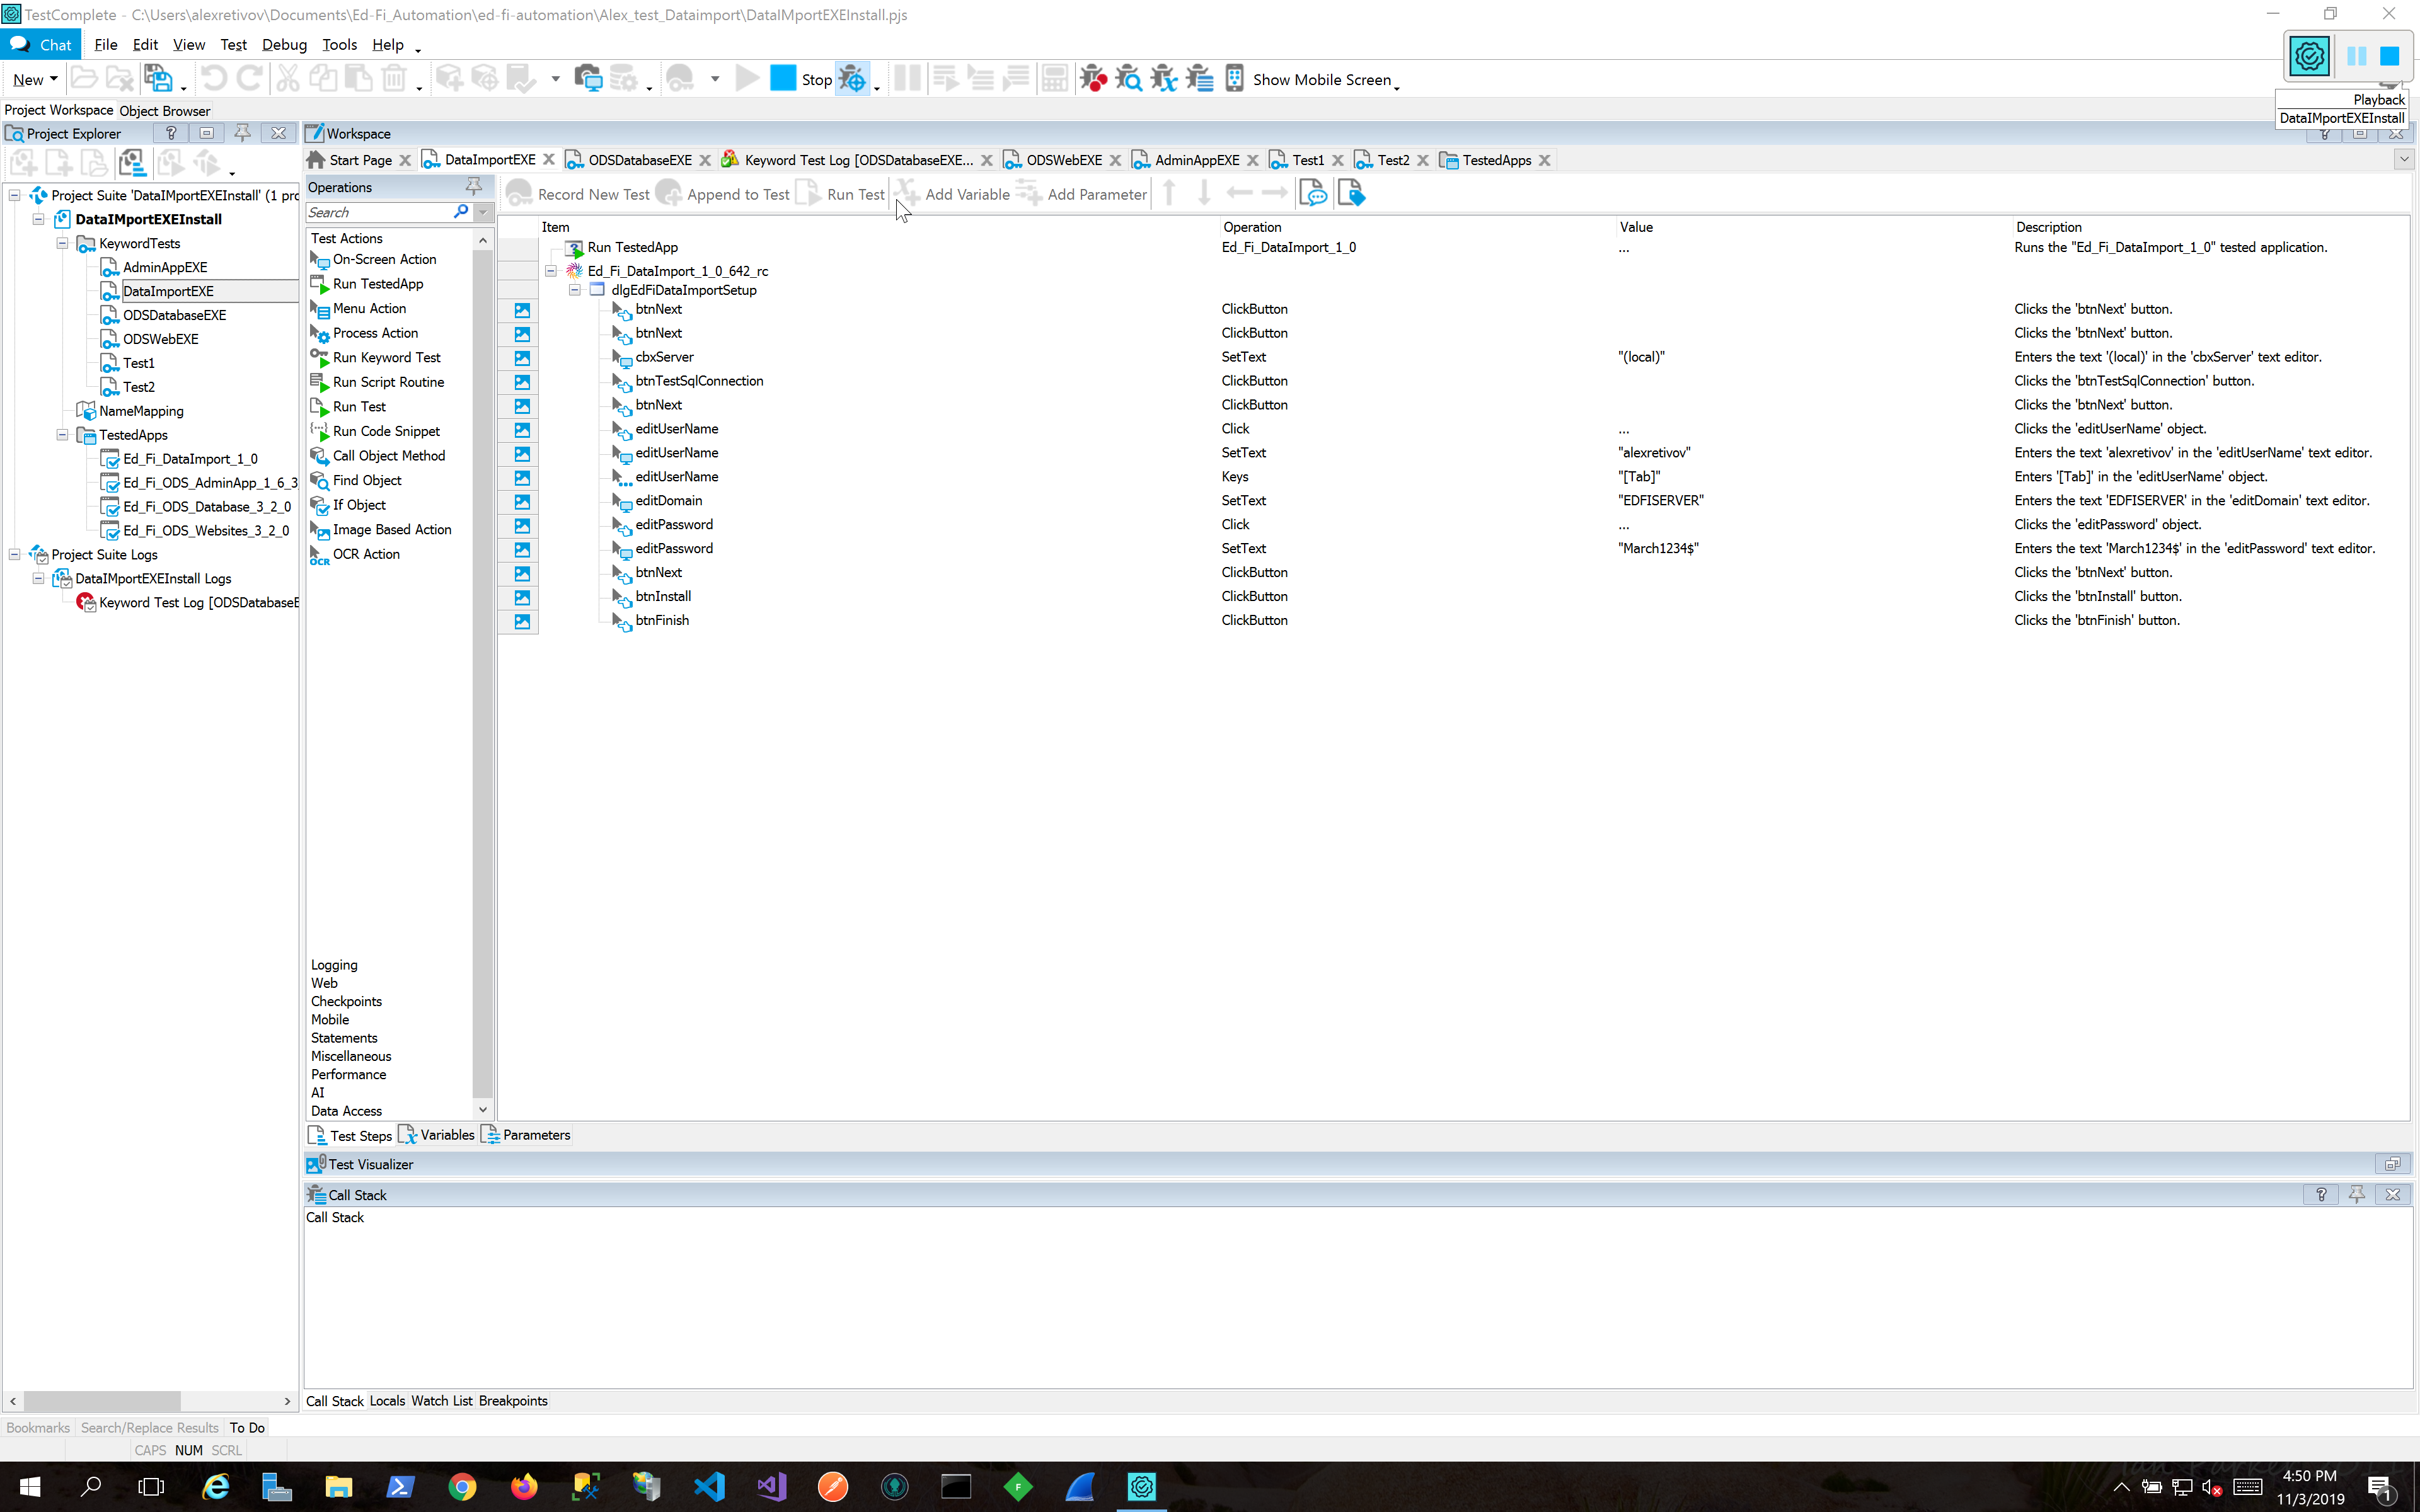 TestComplete - C:\Users\alexretivov\Documents\Ed-Fi_Automation\ed-fi-automation\Alex_test_Dataimport\DataIMportEXEInstall.pjs
Chat File Edit View Test Debug Tools Help
New Stop Show Mobile Screen
Playback
DataIMportEXEInstall
Project Workspace Object Browser
Project Explorer
Workspace
Start Page DataImportEXE ODSDatabaseEXE Keyword Test Log [ODSDatabaseEXE... ODSWebEXE AdminAppEXE Test1 Test2 TestedApps
Project Suite 'DataIMportEXEInstall' (1 pro
DataIMportEXEInstall
KeywordTests
AdminAppEXE
DataImportEXE
ODSDatabaseEXE
ODSWebEXE
Test1
Test2
NameMapping
TestedApps
Ed_Fi_DataImport_1_0
Ed_Fi_ODS_AdminApp_1_6_3
Ed_Fi_ODS_Database_3_2_0
Ed_Fi_ODS_Websites_3_2_0
Project Suite Logs
DataIMportEXEInstall Logs
Keyword Test Log [ODSDatabaseE
Operations
Search
Test Actions
On-Screen Action
Run TestedApp
Menu Action
Process Action
Run Keyword Test
Run Script Routine
Run Test
Run Code Snippet
Call Object Method
Find Object
If Object
Image Based Action
OCR Action
Logging
Web
Checkpoints
Mobile
Statements
Miscellaneous
Performance
AI
Data Access
Record New Test Append to Test Run Test Add Variable Add Parameter
Item Operation Value Description
Run TestedApp Ed_Fi_DataImport_1_0 ... Runs the "Ed_Fi_DataImport_1_0" tested application.
Ed_Fi_DataImport_1_0_642_rc
dlgEdFiDataImportSetup
btnNext ClickButton Clicks the 'btnNext' button.
btnNext ClickButton Clicks the 'btnNext' button.
cbxServer SetText "(local)" Enters the text '(local)' in the 'cbxServer' text editor.
btnTestSqlConnection ClickButton Clicks the 'btnTestSqlConnection' button.
btnNext ClickButton Clicks the 'btnNext' button.
editUserName Click ... Clicks the 'editUserName' object.
editUserName SetText "alexretivov" Enters the text 'alexretivov' in the 'editUserName' text editor.
editUserName Keys "[Tab]" Enters '[Tab]' in the 'editUserName' object.
editDomain SetText "EDFISERVER" Enters the text 'EDFISERVER' in the 'editDomain' text editor.
editPassword Click ... Clicks the 'editPassword' object.
editPassword SetText "March1234$" Enters the text 'March1234$' in the 'editPassword' text editor.
btnNext ClickButton Clicks the 'btnNext' button.
btnInstall ClickButton Clicks the 'btnInstall' button.
btnFinish ClickButton Clicks the 'btnFinish' button.
Test Steps Variables Parameters
Test Visualizer
Call Stack
Call Stack
Call Stack Locals Watch List Breakpoints
Bookmarks Search/Replace Results To Do
CAPS NUM SCRL
4:50 PM
11/3/2019
1